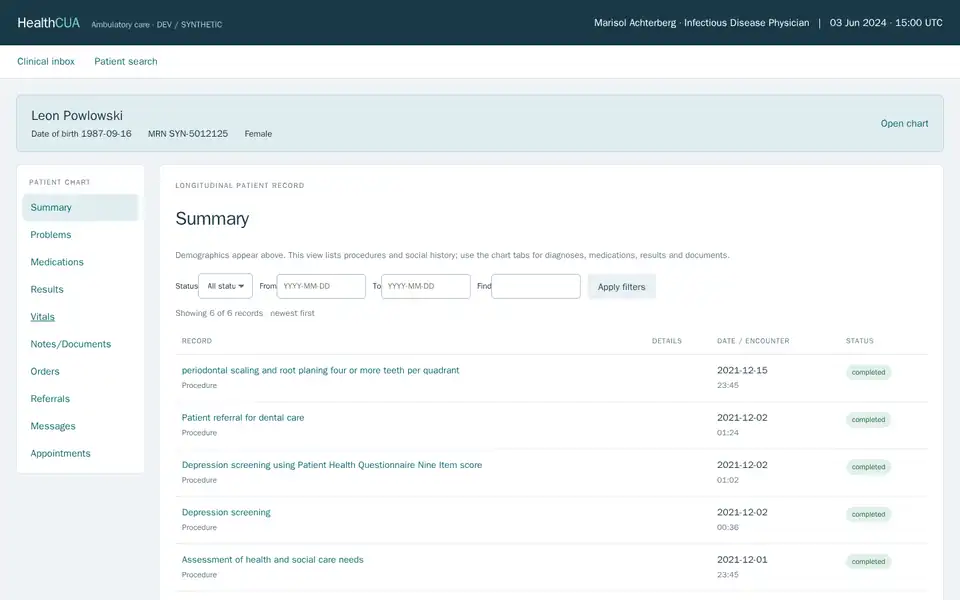 HealthCUA Ambulatory care · DEV / SYNTHETIC
Marisol Achterberg · Infectious Disease Physician | 03 Jun 2024 · 15:00 UTC
Clinical inbox Patient search
Leon Powlowski
Date of birth 1987-09-16 MRN SYN-5012125 Female
Open chart
PATIENT CHART
Summary
Problems
Medications
Results
Vitals
Notes/Documents
Orders
Referrals
Messages
Appointments
LONGITUDINAL PATIENT RECORD
Summary
Demographics appear above. This view lists procedures and social history; use the chart tabs for diagnoses, medications, results and documents.
Status All statu From YYYY-MM-DD To YYYY-MM-DD Find Apply filters
Showing 6 of 6 records newest first
RECORD DETAILS DATE / ENCOUNTER STATUS
periodontal scaling and root planing four or more teeth per quadrant 2021-12-15 completed
Procedure 23:45
Patient referral for dental care 2021-12-02 completed
Procedure 01:24
Depression screening using Patient Health Questionnaire Nine Item score 2021-12-02 completed
Procedure 01:02
Depression screening 2021-12-02 completed
Procedure 00:36
Assessment of health and social care needs 2021-12-01 completed
Procedure 23:45